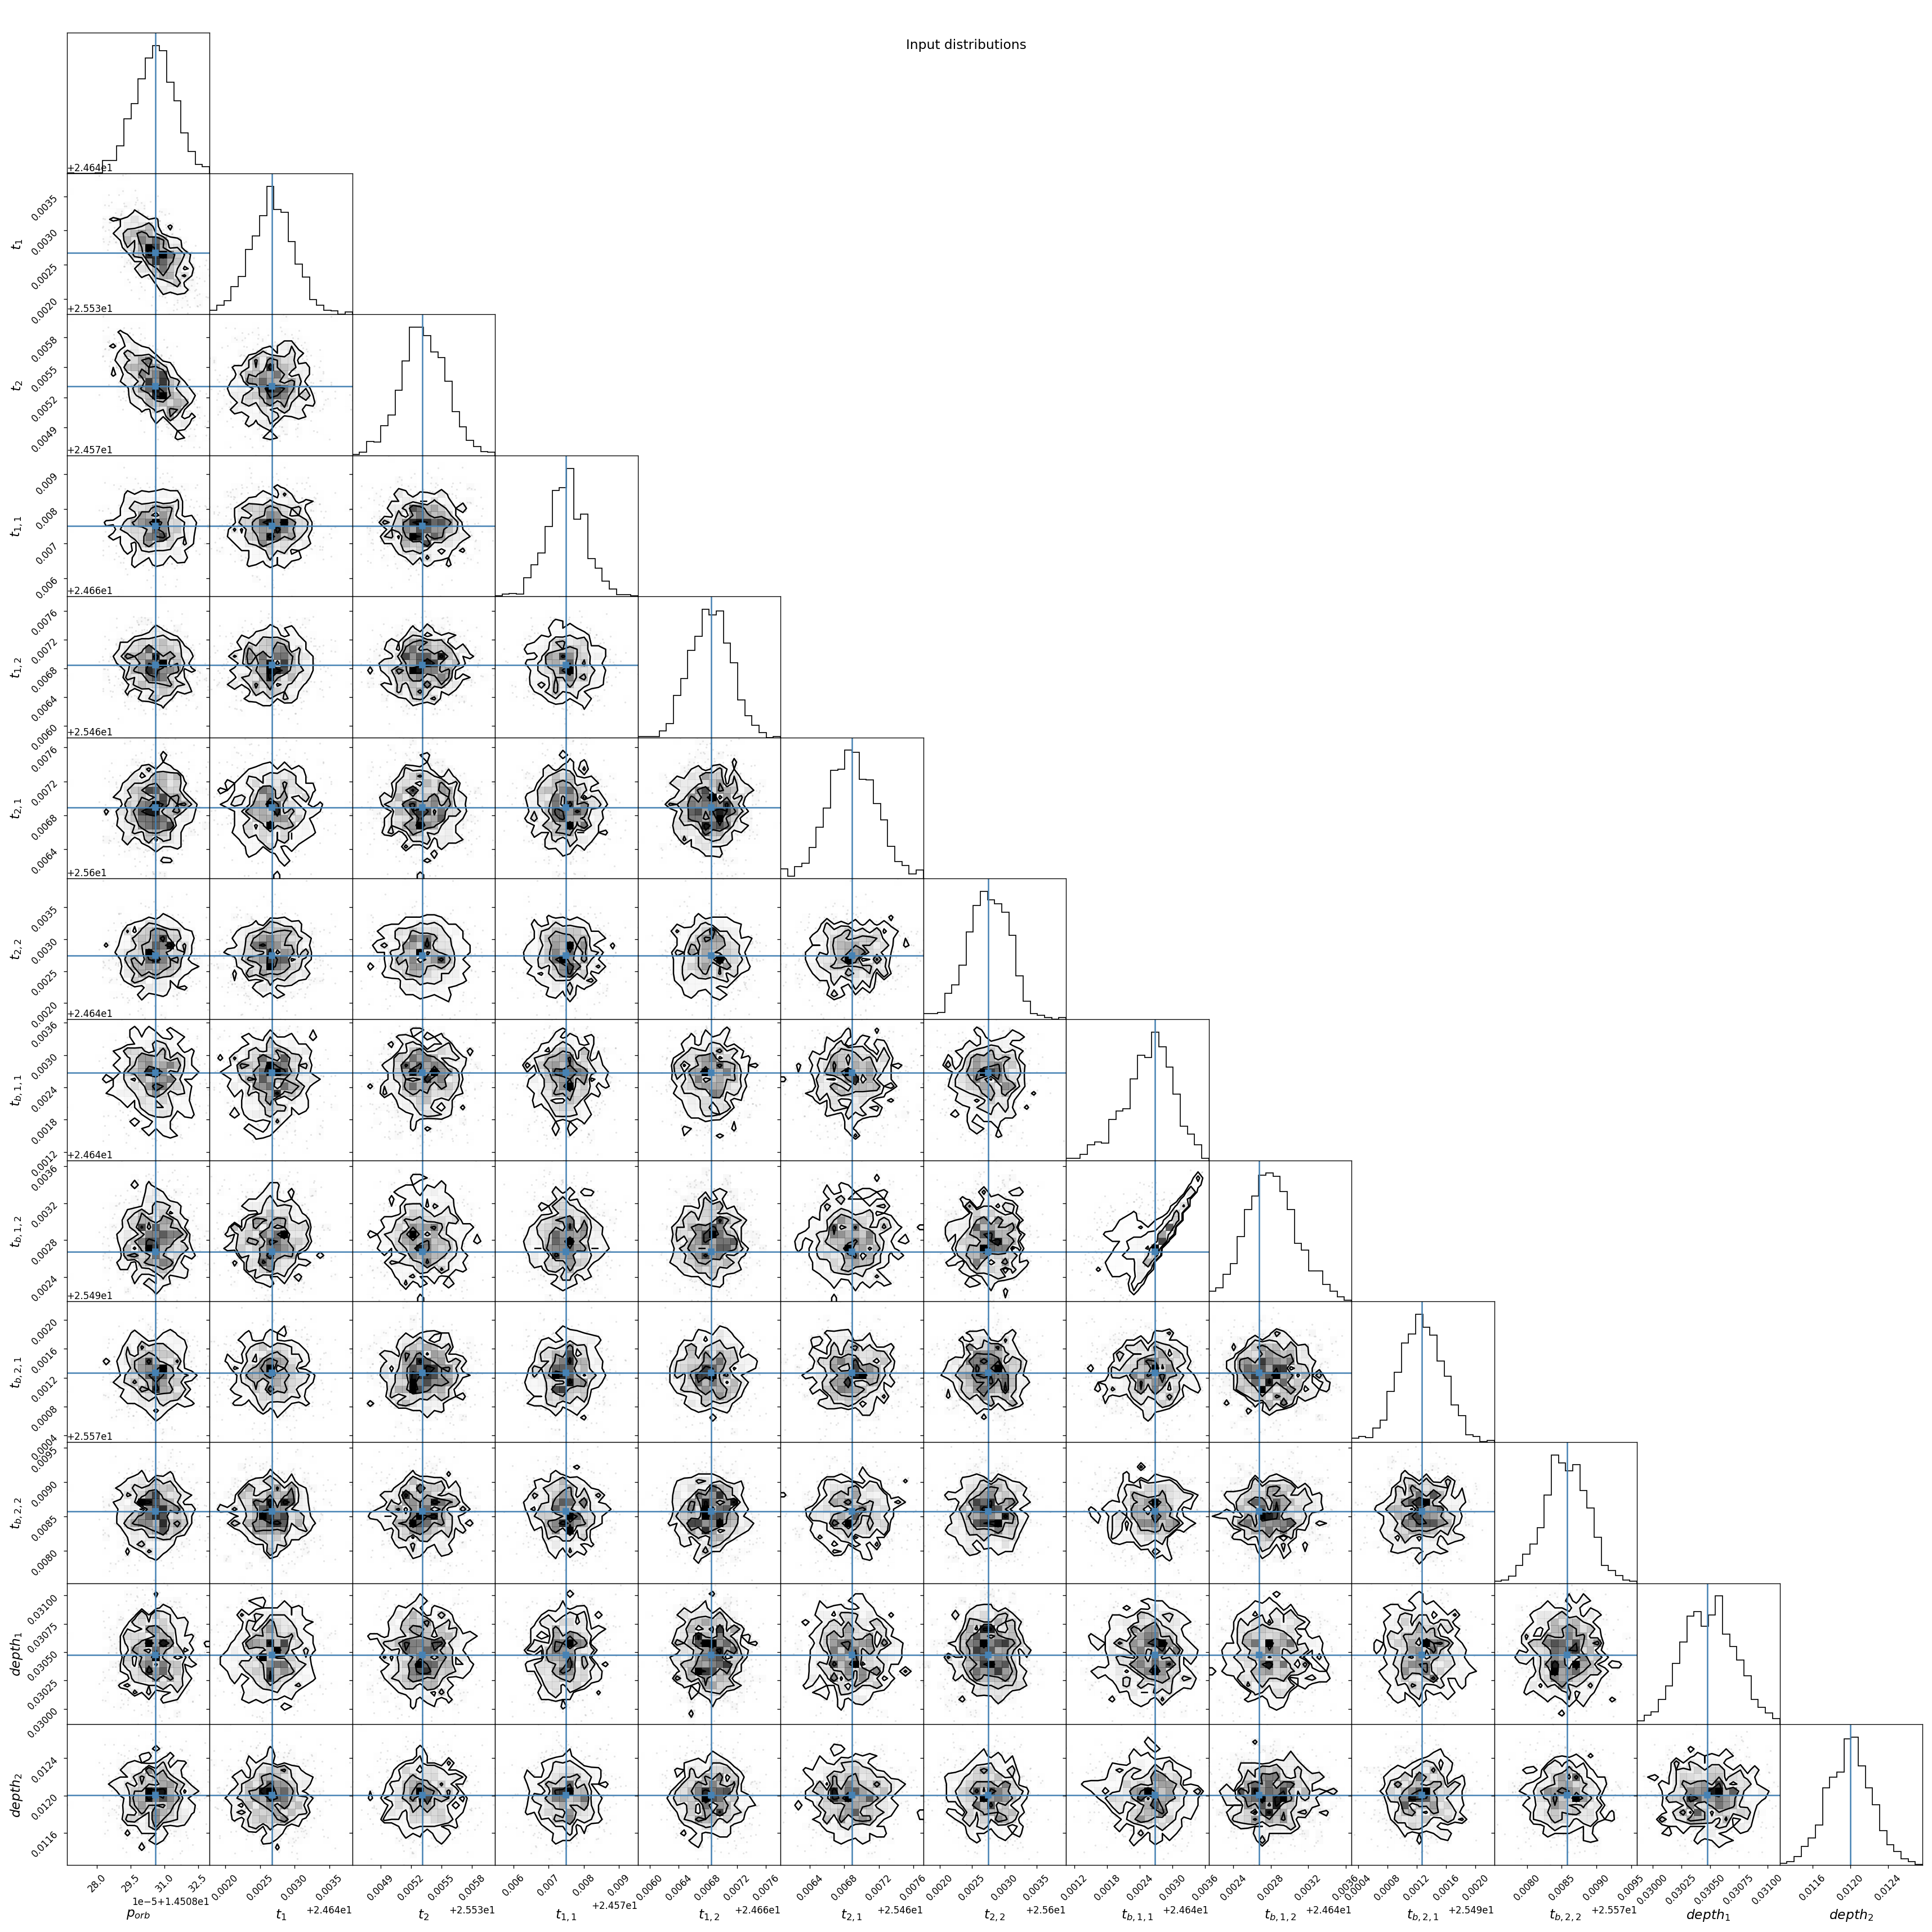 Input distributions
+2.464e1
0.0035
0.0030
0.0025
0.0020
t1
+2.553e1
0.0058
0.0055
0.0052
0.0049
t2
+2.457e1
0.009
0.008
0.007
0.006
t1, 1
+2.466e1
0.0076
0.0072
0.0068
0.0064
0.0060
t1, 2
+2.546e1
0.0076
0.0072
0.0068
0.0064
t2, 1
+2.56e1
0.0035
0.0030
0.0025
0.0020
t2, 2
+2.464e1
0.0036
0.0030
0.0024
0.0018
0.0012
tb, 1, 1
+2.464e1
0.0036
0.0032
0.0028
0.0024
tb, 1, 2
+2.549e1
0.0020
0.0016
0.0012
0.0008
0.0004
tb, 2, 1
+2.557e1
0.0095
0.0090
0.0085
0.0080
tb, 2, 2
0.03100
0.03075
0.03050
0.03025
0.03000
depth1
0.0124
0.0120
0.0116
depth2
28.0 29.5 31.0 32.5
1e-5+1.4508e1
porb
0.0020 0.0025 0.0030 0.0035
t1 +2.464e1
0.0049 0.0052 0.0055 0.0058
t2 +2.553e1
0.006 0.007 0.008 0.009
t1, 1 +2.457e1
0.0060 0.0064 0.0068 0.0072 0.0076
t1, 2 +2.466e1
0.0064 0.0068 0.0072 0.0076
t2, 1 +2.546e1
0.0020 0.0025 0.0030 0.0035
t2, 2 +2.56e1
0.0012 0.0018 0.0024 0.0030 0.0036
tb, 1, 1 +2.464e1
0.0024 0.0028 0.0032 0.0036
tb, 1, 2 +2.464e1
0.0004 0.0008 0.0012 0.0016 0.0020
tb, 2, 1 +2.549e1
0.0080 0.0085 0.0090 0.0095
tb, 2, 2 +2.557e1
0.03000 0.03025 0.03050 0.03075 0.03100
depth1
0.0116 0.0120 0.0124
depth2